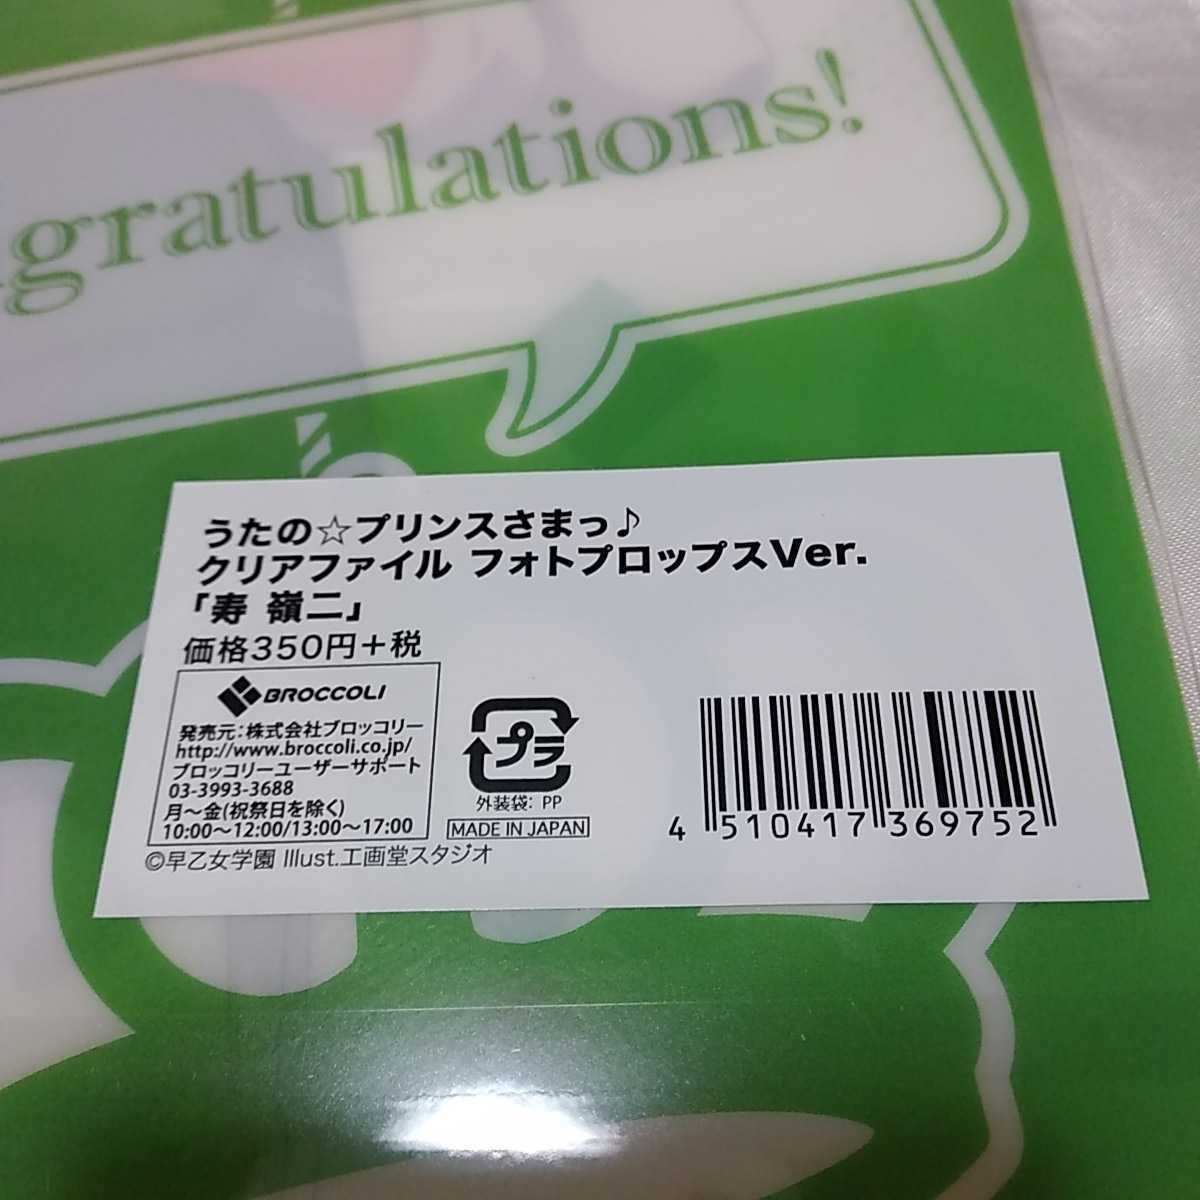 gratulations!
うたの☆プリンスさまっ♪
クリアファイル フォトプロップスVer.
「寿 嶺二」
価格350円+税
BROCCOLI
発売元:株式会社ブロッコリー
http://www.broccoli.co.jp/
ブロッコリーユーザーサポート
03-3993-3688
月〜金(祝祭日を除く)
10:00〜12:00/13:00〜17:00
プラ
外装袋: PP
MADE IN JAPAN
4 510417 369752
©早乙女学園 Illust.工画堂スタジオ